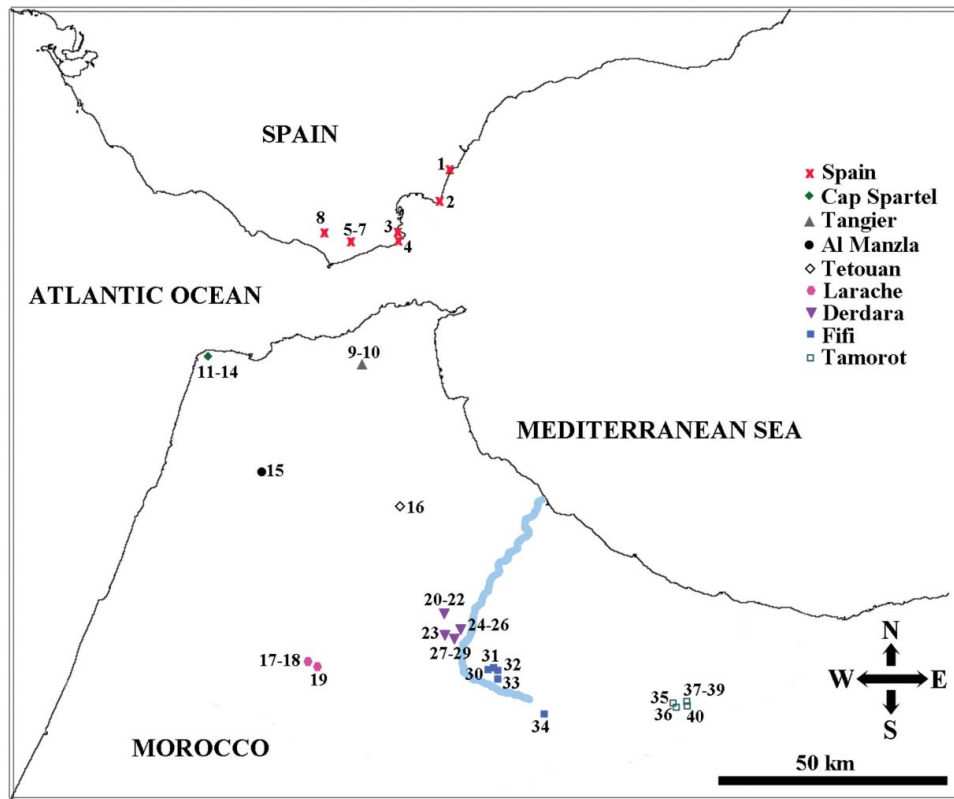 SPAIN
1
2
8
5-7
3
4
Spain
Cap Spartel
Tangier
Al Manzla
Tetouan
Larache
Derdara
Fifi
Tamorot
ATLANTIC OCEAN
9-10
11-14
MEDITERRANEAN SEA
15
16
20-22
24-26
23
27-29
17-18
19
31
32
30
33
34
35
37-39
36
40
N
W
E
S
MOROCCO
50 km